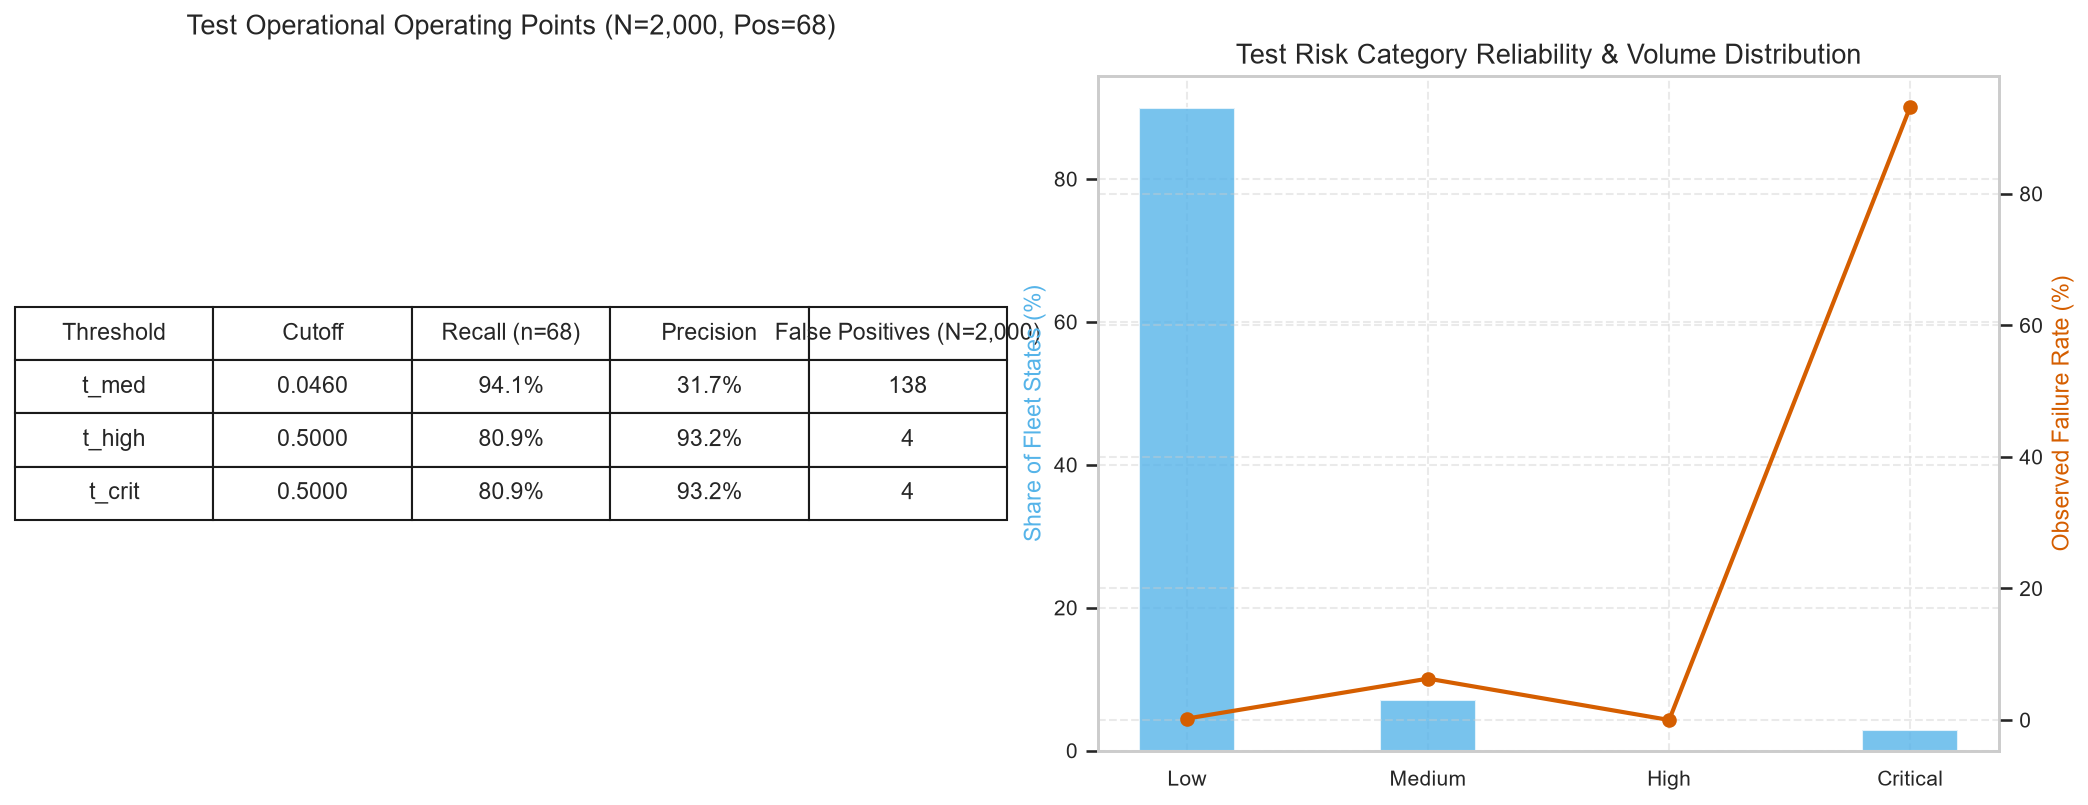 Test Operational Operating Points (N=2,000, Pos=68)
Threshold Cutoff Recall (n=68) Precision False Positives (N=2,000)
t_med 0.0460 94.1% 31.7% 138
t_high 0.5000 80.9% 93.2% 4
t_crit 0.5000 80.9% 93.2% 4
Test Risk Category Reliability & Volume Distribution
Share of Fleet States (%)
80
60
40
20
0
Low Medium High Critical
80
60
40
20
0
Observed Failure Rate (%)